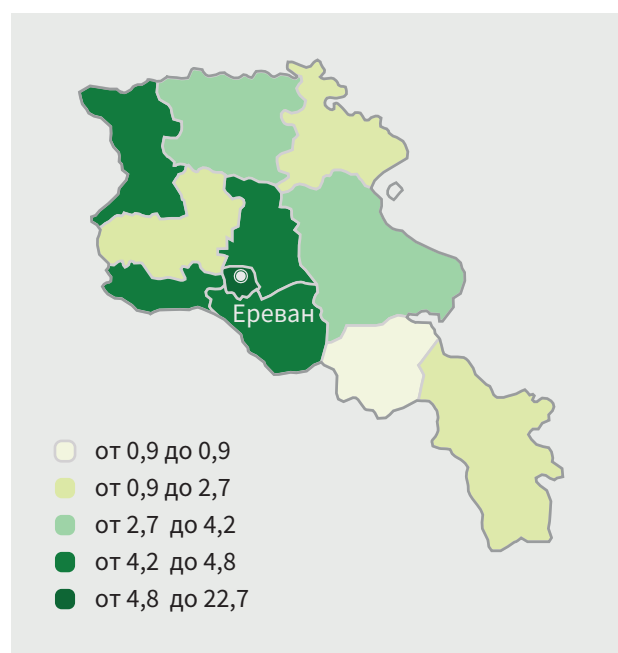 Ереван
от 0,9 до 0,9
от 0,9 до 2,7
от 2,7 до 4,2
от 4,2 до 4,8
от 4,8 до 22,7